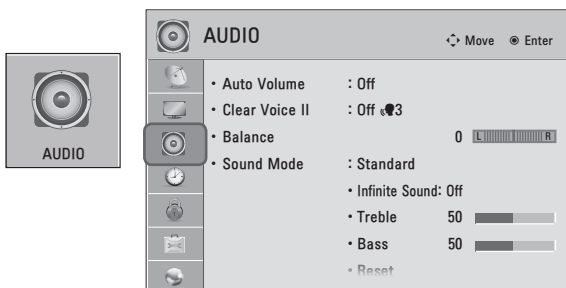 AUDIO
AUDIO
Move Enter
• Auto Volume : Off
• Clear Voice II : Off 3
• Balance 0 L R
• Sound Mode : Standard
• Infinite Sound: Off
• Treble 50
• Bass 50
• Reset